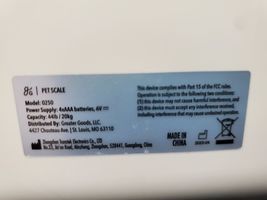 gg | PET SCALE
Model: 0250
Power Supply: 4xAAA batteries, 6V
Capacity: 44lb / 20kg
Distributed by: Greater Goods, LLC.
4427 Chouteau Ave. | St. Louis, MO 63110
This device complies with Part 15 of the FCC rules.
Operation is subject to the following two conditions:
(1) this device may not cause harmful interference, and
(2) this device must accept any interference received,
including interference that may cause undesired operation.
MADE IN
CHINA